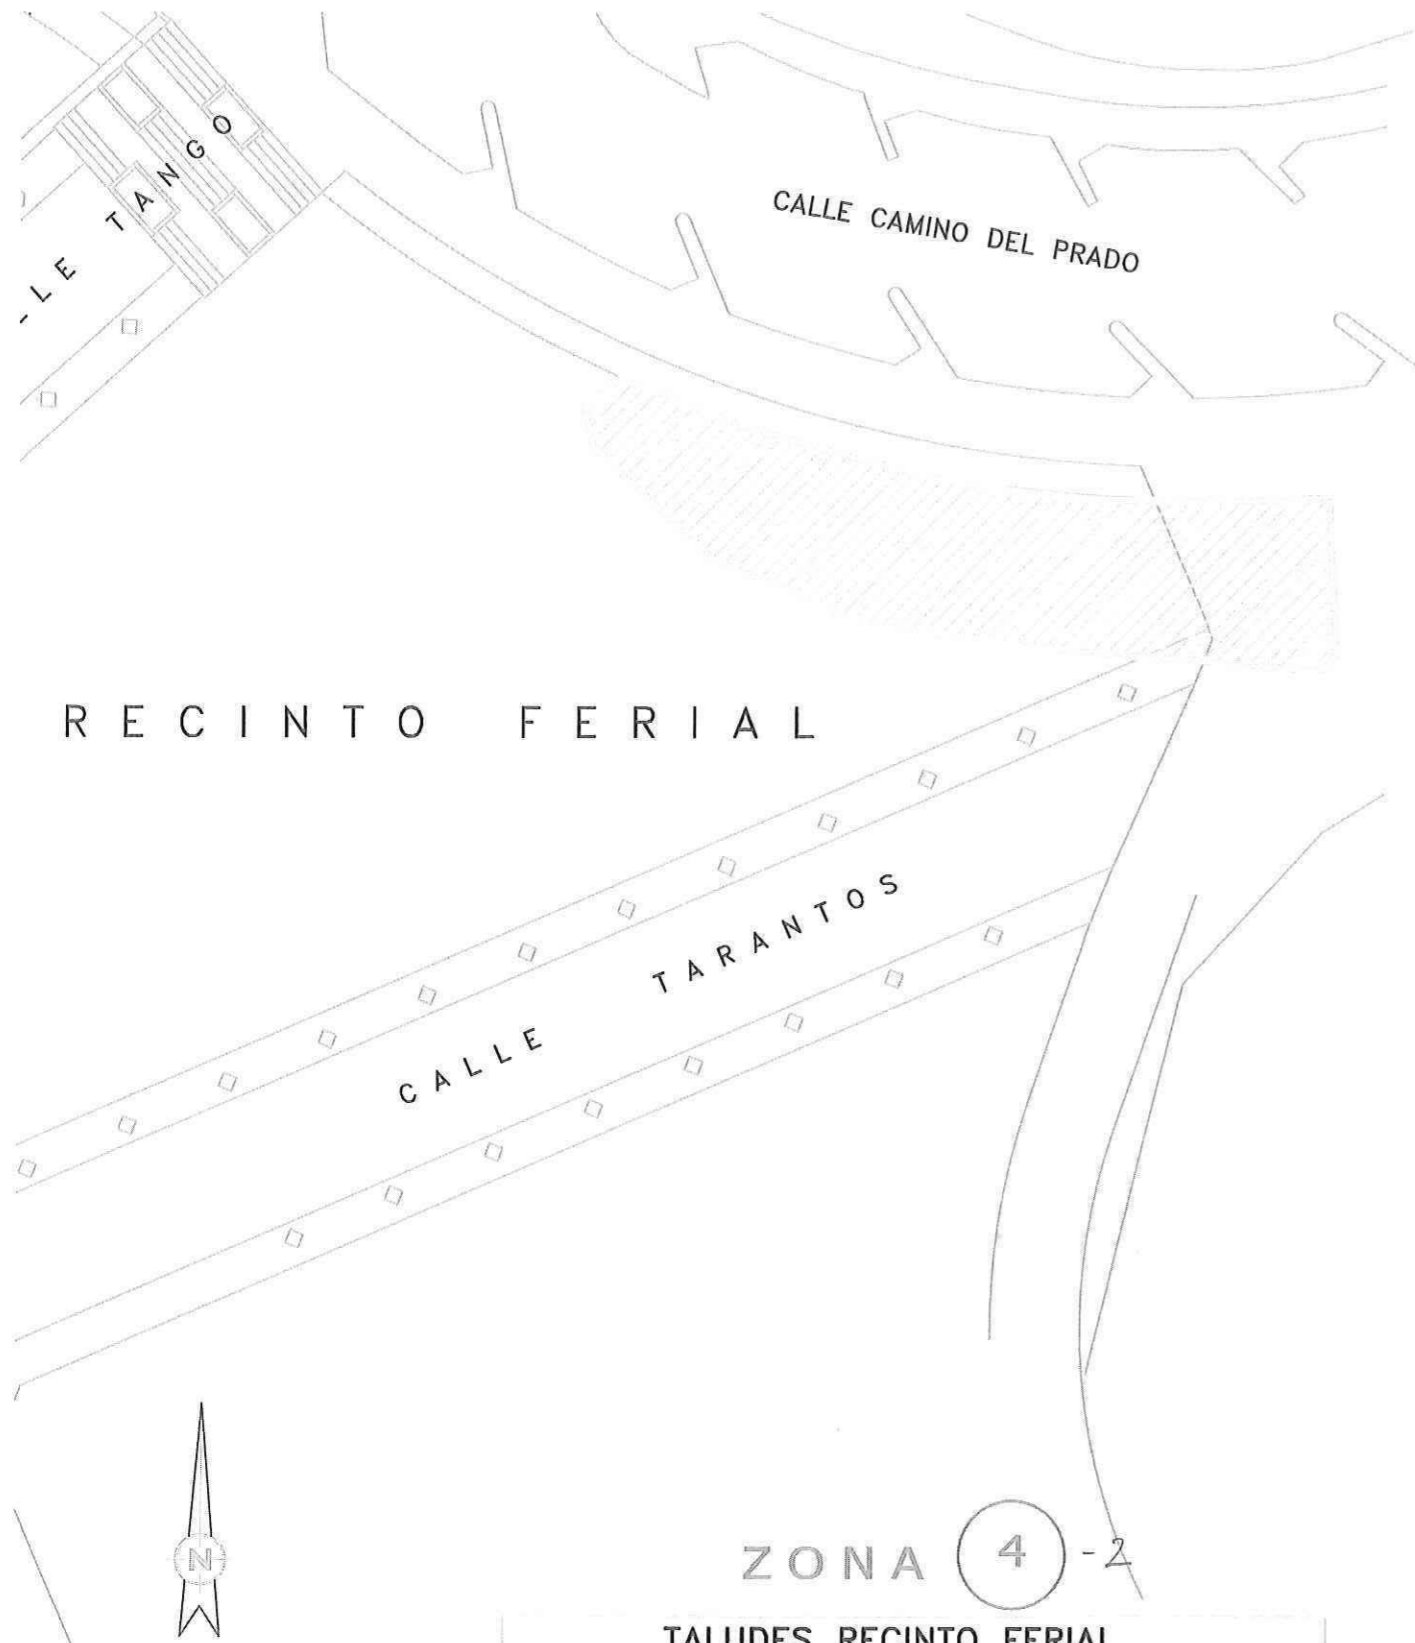 CALLE CAMINO DEL PRADO
-LE TANGO
RECINTO FERIAL
CALLE TARANTOS
N
ZONA 4 -2
TALUDES RECINTO FERIAL